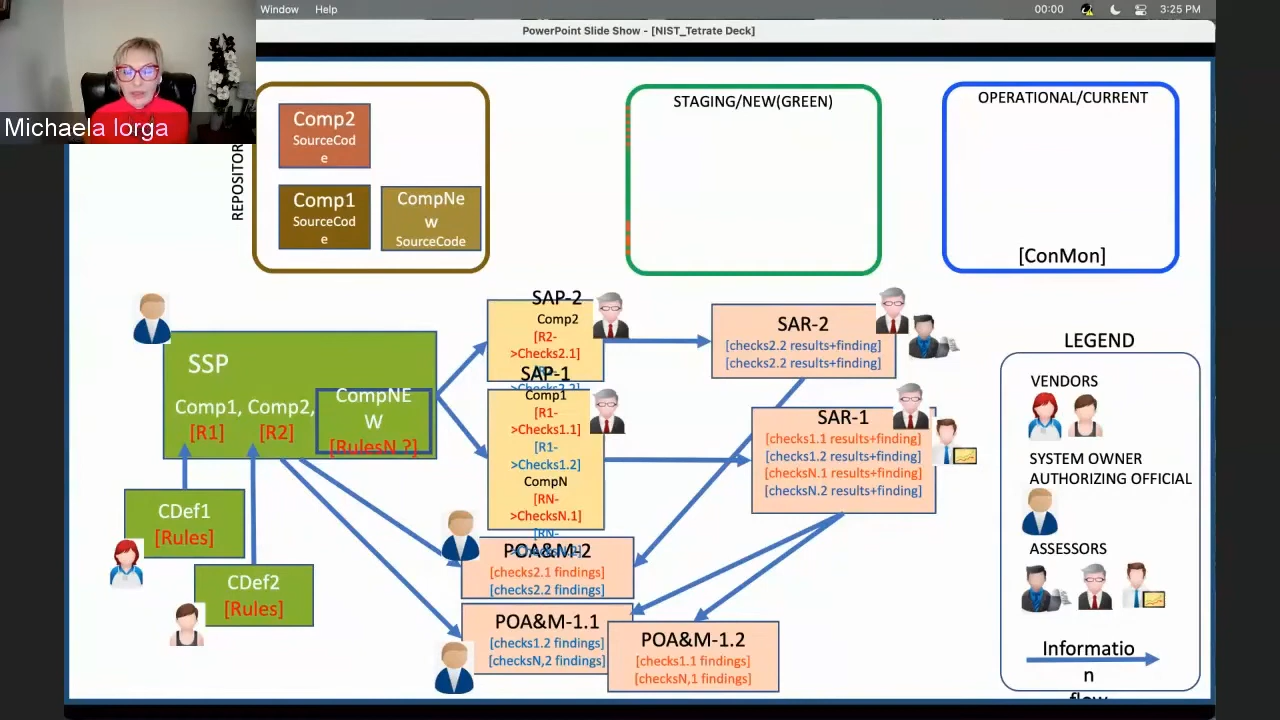 Window Help
00:00 3:25 PM
PowerPoint Slide Show - [NIST_Tetrate Deck]
Michaela Iorga
REPOSITOR
Comp2
SourceCod
e
Comp1
SourceCod
e
CompNe
w
SourceCode
STAGING/NEW(GREEN)
OPERATIONAL/CURRENT
[ConMon]
SSP
Comp1, Comp2,
[R1] [R2]
CompNE
W
[RulesN ?]
CDef1
[Rules]
CDef2
[Rules]
SAP-2
Comp2
[R2-
>Checks2.1]
SAP-1
Comp1
[R1-
>Checks1.1]
[R1-
>Checks1.2]
CompN
[RN-
>ChecksN.1]
[RN-
SAR-2
[checks2.2 results+finding]
[checks2.2 results+finding]
SAR-1
[checks1.1 results+finding]
[checks1.2 results+finding]
[checksN.1 results+finding]
[checksN.2 results+finding]
POA&M-2
[checks2.1 findings]
[checks2.2 findings]
POA&M-1.1
[checks1.2 findings]
[checksN,2 findings]
POA&M-1.2
[checks1.1 findings]
[checksN,1 findings]
LEGEND
VENDORS
SYSTEM OWNER
AUTHORIZING OFFICIAL
ASSESSORS
Informatio
n
flow